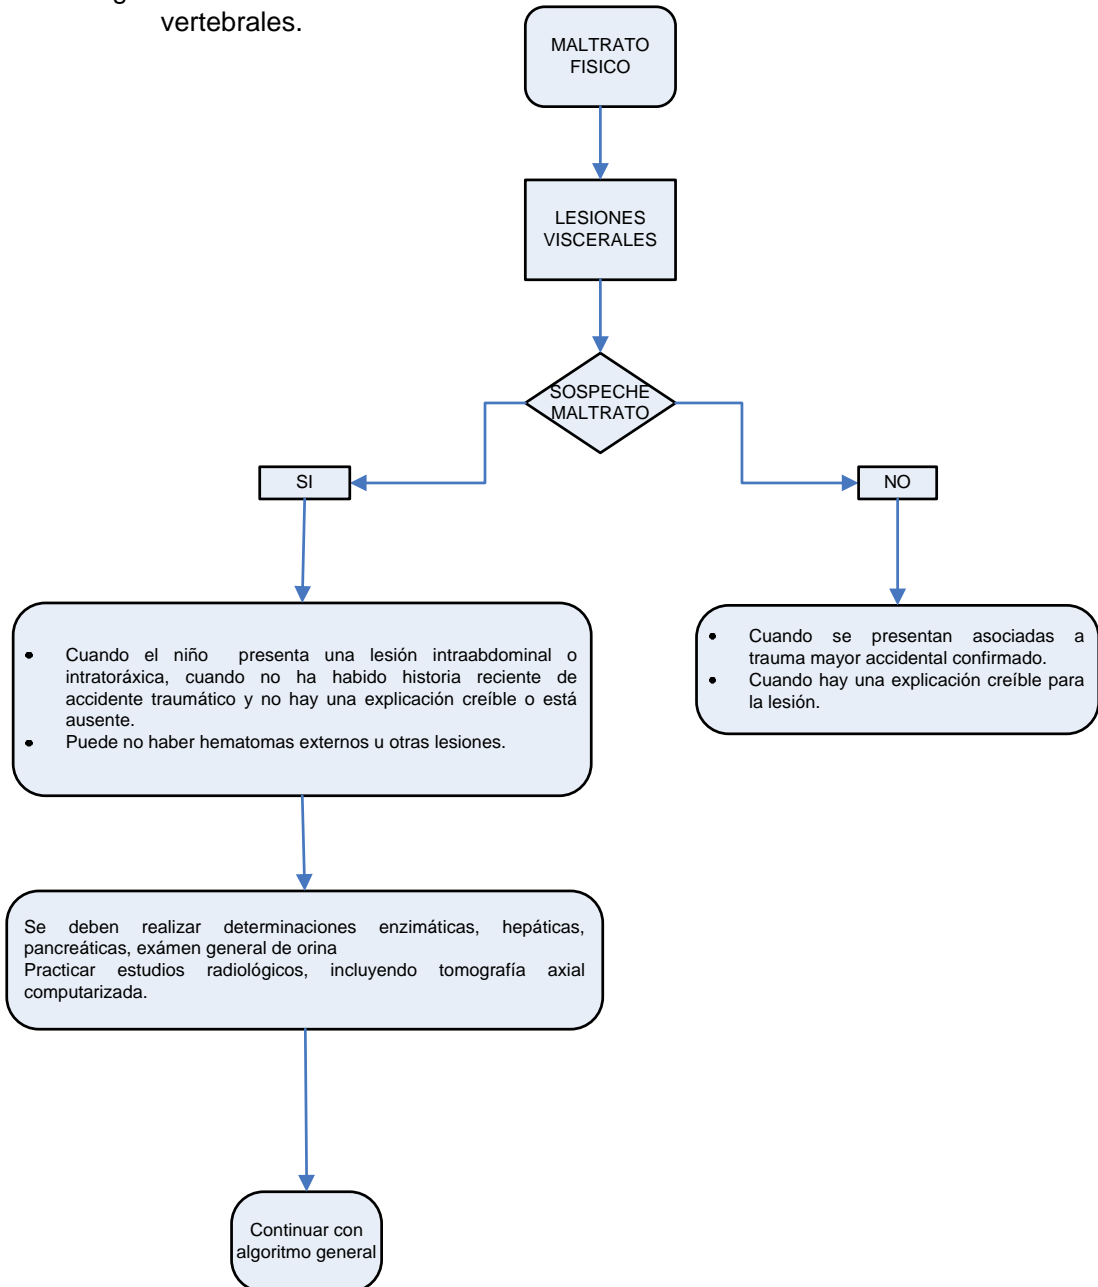 vertebrales.
MALTRATO
FISICO
LESIONES
VISCERALES
SOSPECHE
MALTRATO
SI
NO
• Cuando el niño presenta una lesión intraabdominal o
intratoráxica, cuando no ha habido historia reciente de
accidente traumático y no hay una explicación creíble o está
ausente.
• Puede no haber hematomas externos u otras lesiones.
• Cuando se presentan asociadas a
trauma mayor accidental confirmado.
• Cuando hay una explicación creíble para
la lesión.
Se deben realizar determinaciones enzimáticas, hepáticas,
pancreáticas, exámen general de orina
Practicar estudios radiológicos, incluyendo tomografía axial
computarizada.
Continuar con
algoritmo general